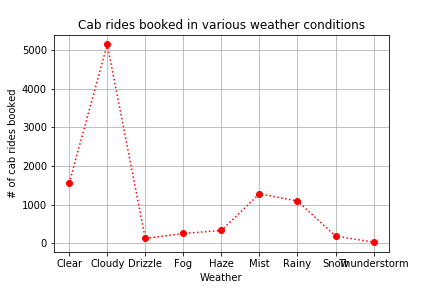 Cab rides booked in various weather conditions
# of cab rides booked
5000
4000
3000
2000
1000
0
Clear Cloudy Drizzle Fog Haze Mist Rainy Snow Thunderstorm
Weather